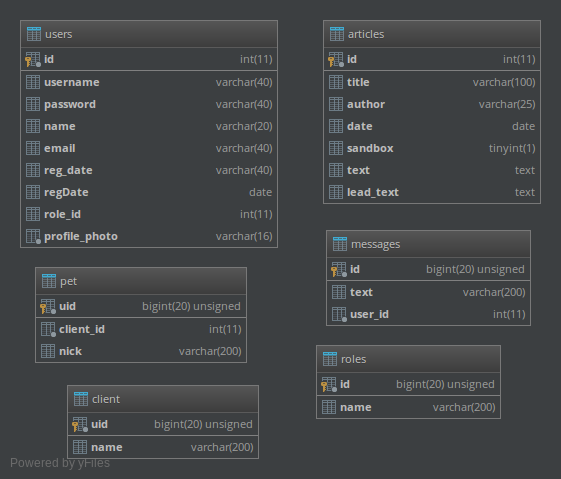 users
id int(11)
username varchar(40)
password varchar(40)
name varchar(20)
email varchar(40)
reg_date varchar(40)
regDate date
role_id int(11)
profile_photo varchar(16)
articles
id int(11)
title varchar(100)
author varchar(25)
date date
sandbox tinyint(1)
text text
lead_text text
messages
id bigint(20) unsigned
text varchar(200)
user_id int(11)
pet
uid bigint(20) unsigned
client_id int(11)
nick varchar(200)
roles
id bigint(20) unsigned
name varchar(200)
client
uid bigint(20) unsigned
name varchar(200)
Powered by yFiles